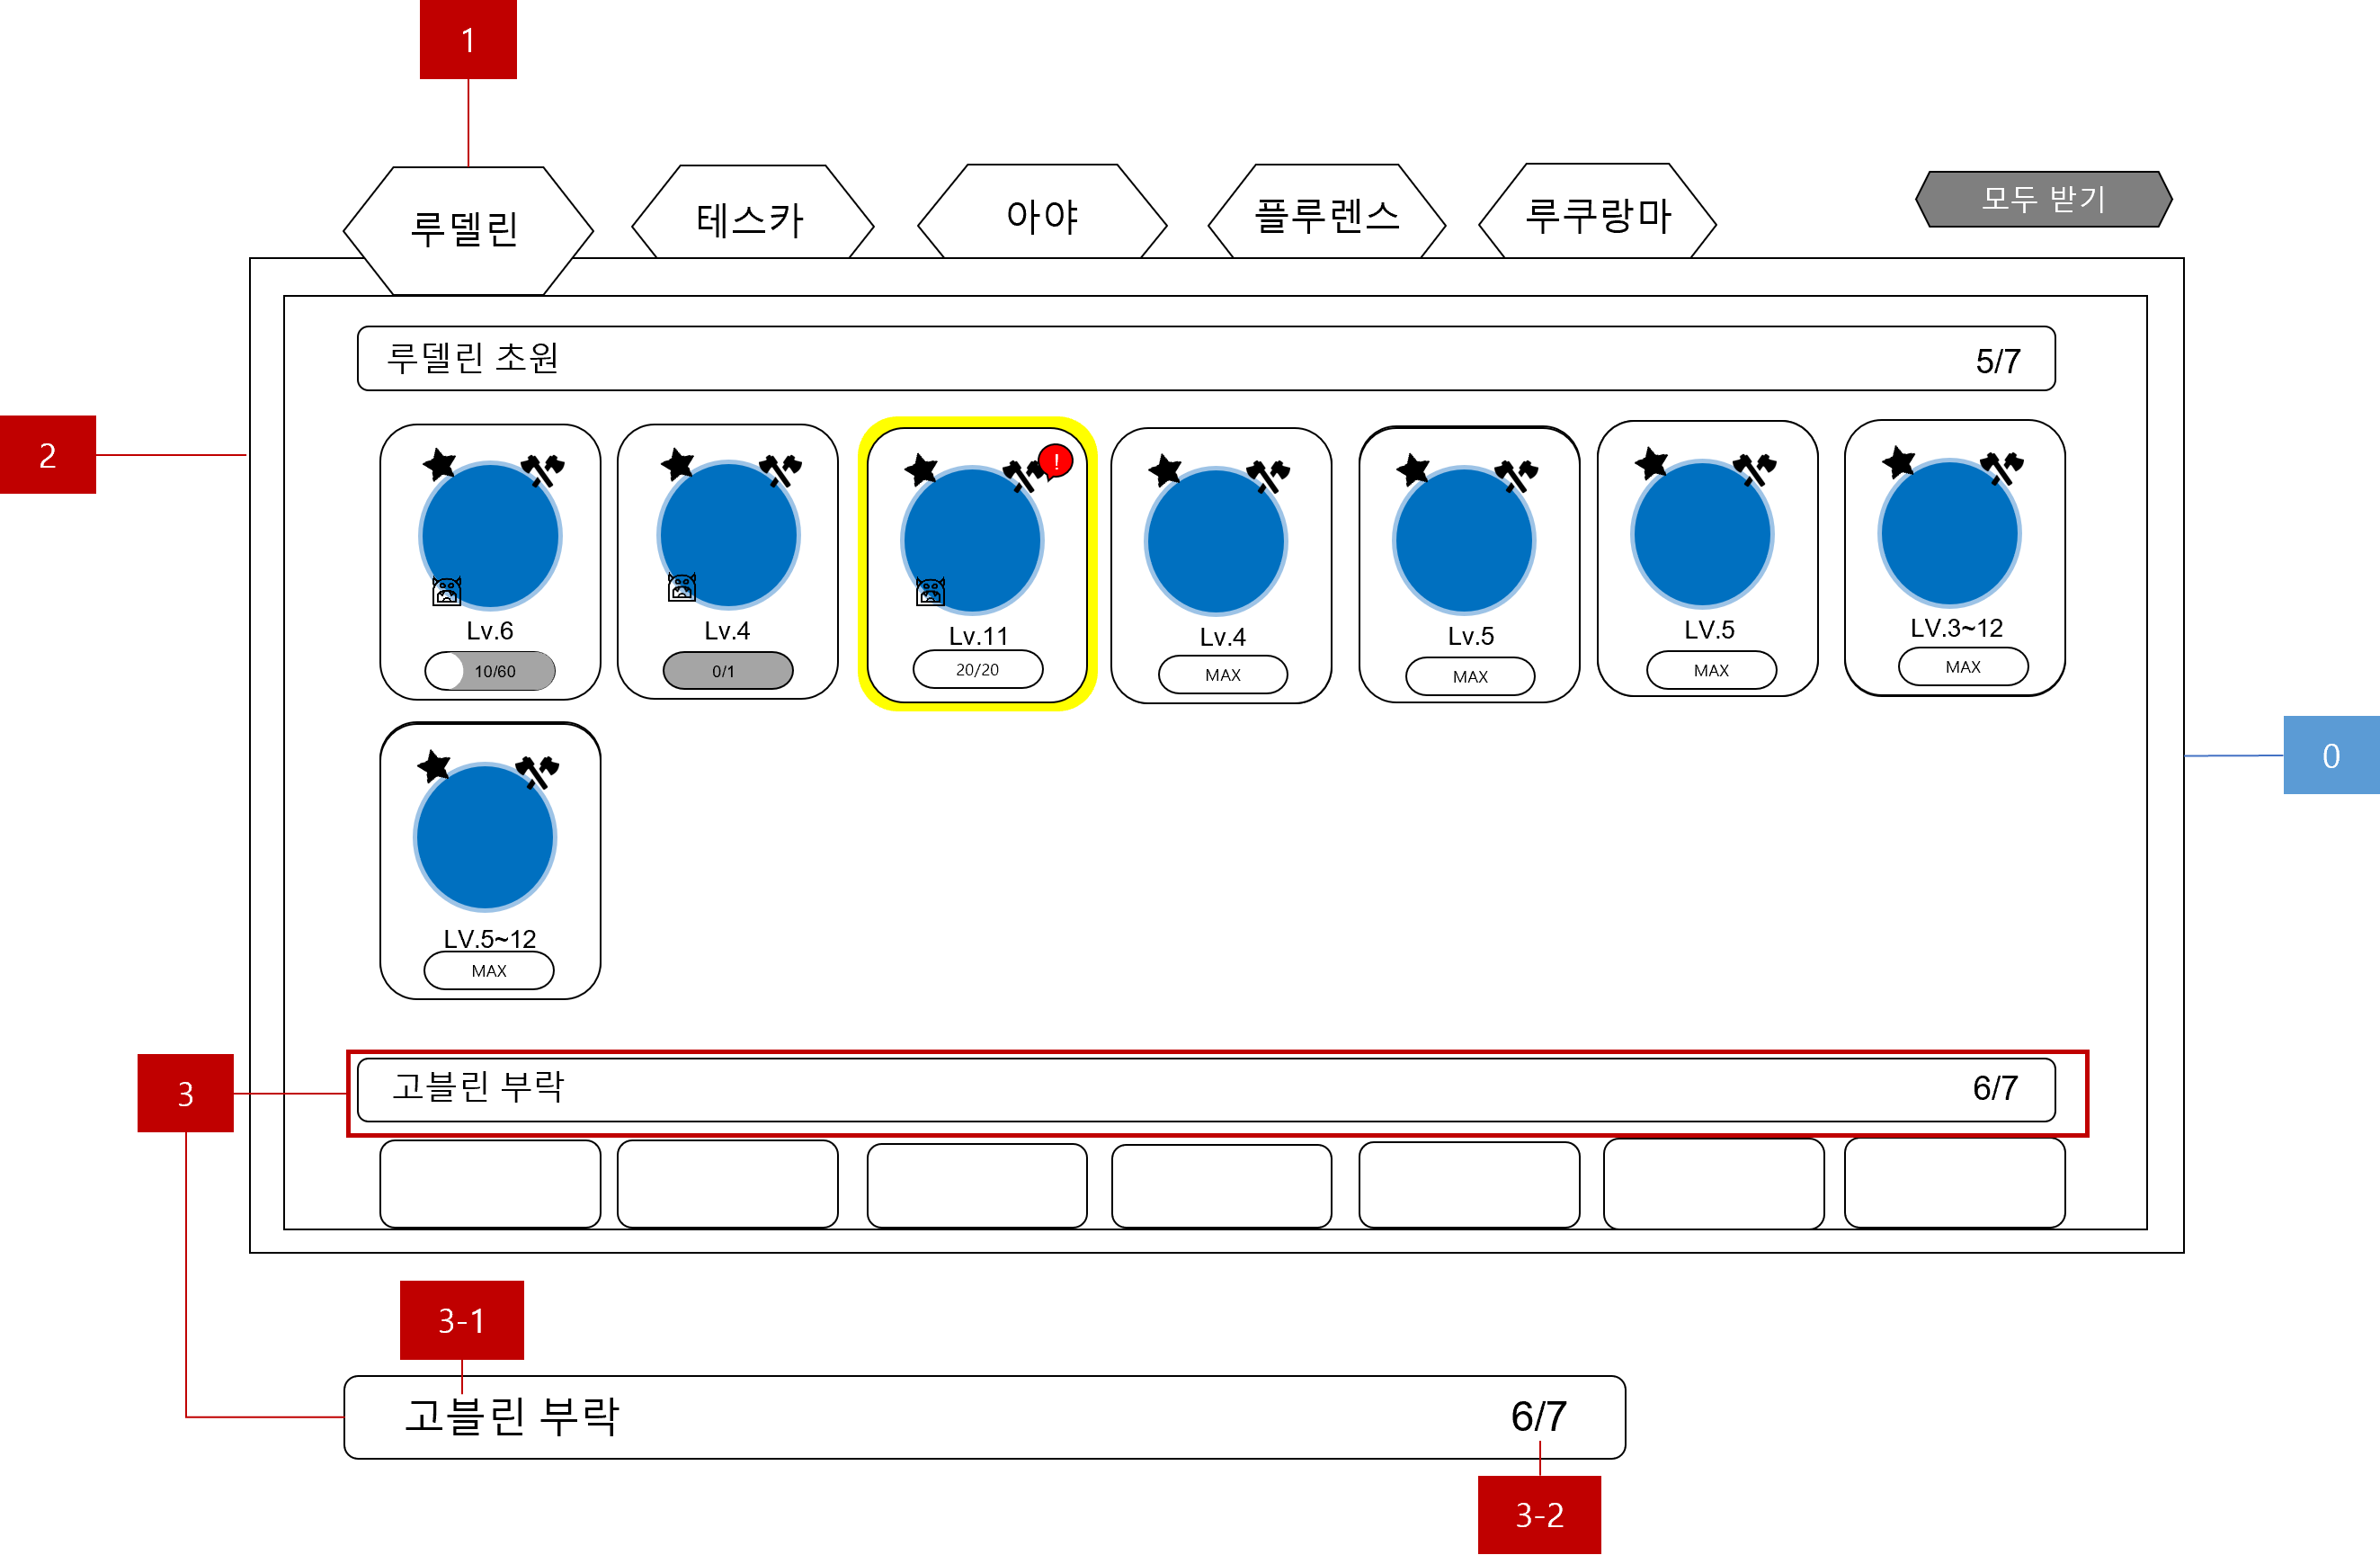 1
루델린
테스카
아야
플루렌스
루쿠랑마
모두 받기
루델린 초원
5/7
2
!
Lv.6
Lv.4
Lv.11
Lv.4
Lv.5
LV.5
LV.3~12
10/60
0/1
20/20
MAX
MAX
MAX
MAX
0
LV.5~12
MAX
3
고블린 부락
6/7
3-1
고블린 부락
6/7
3-2